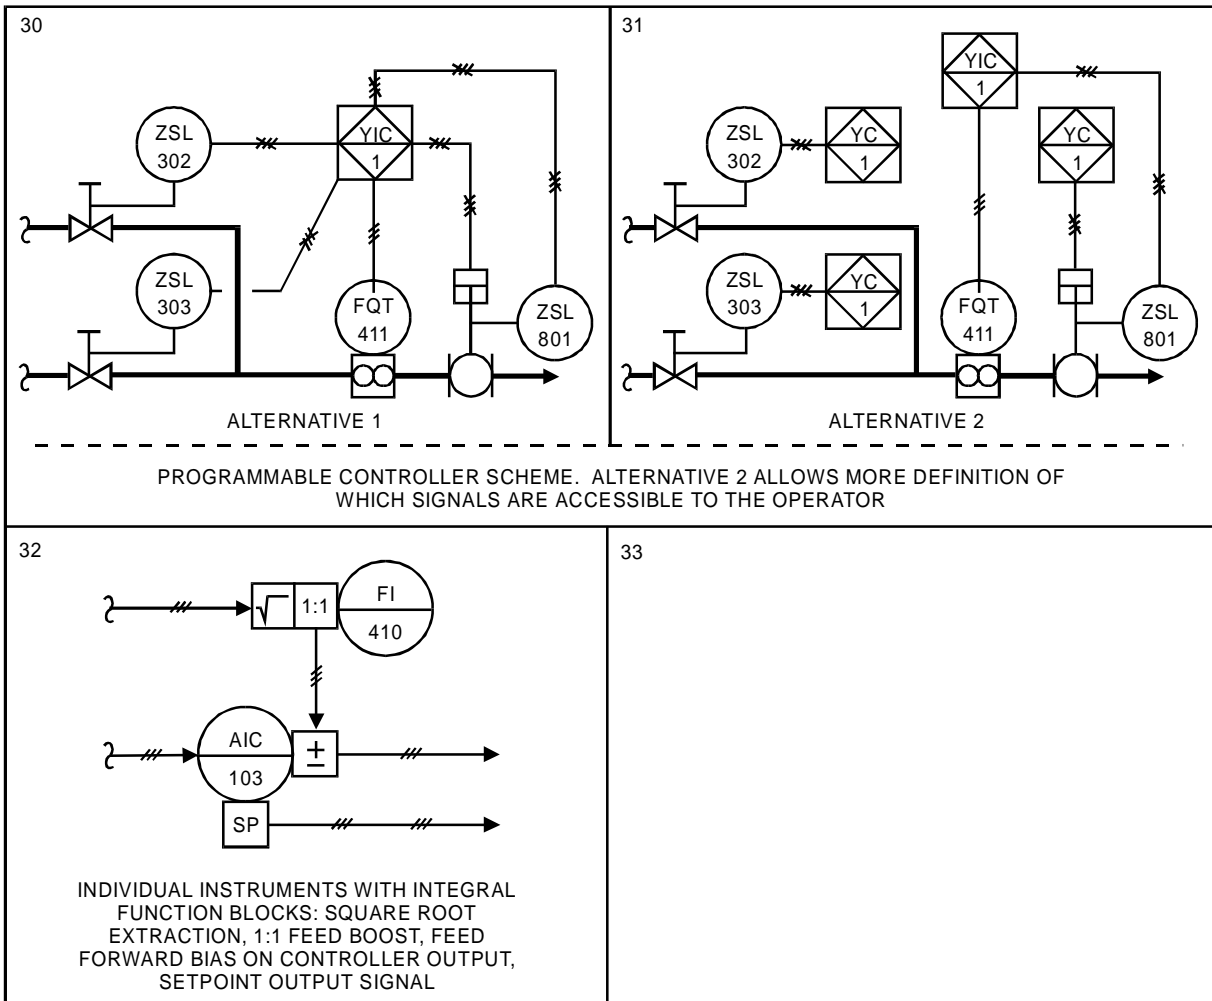 30
ZSL
302
YIC
1
ZSL
303
FQT
411
ZSL
801
ALTERNATIVE 1
31
ZSL
302
YC
1
YIC
1
YC
1
ZSL
303
YC
1
FQT
411
ZSL
801
ALTERNATIVE 2
PROGRAMMABLE CONTROLLER SCHEME. ALTERNATIVE 2 ALLOWS MORE DEFINITION OF
WHICH SIGNALS ARE ACCESSIBLE TO THE OPERATOR
32
√
1:1
FI
410
AIC
103
±
SP
INDIVIDUAL INSTRUMENTS WITH INTEGRAL
FUNCTION BLOCKS: SQUARE ROOT
EXTRACTION, 1:1 FEED BOOST, FEED
FORWARD BIAS ON CONTROLLER OUTPUT,
SETPOINT OUTPUT SIGNAL
33